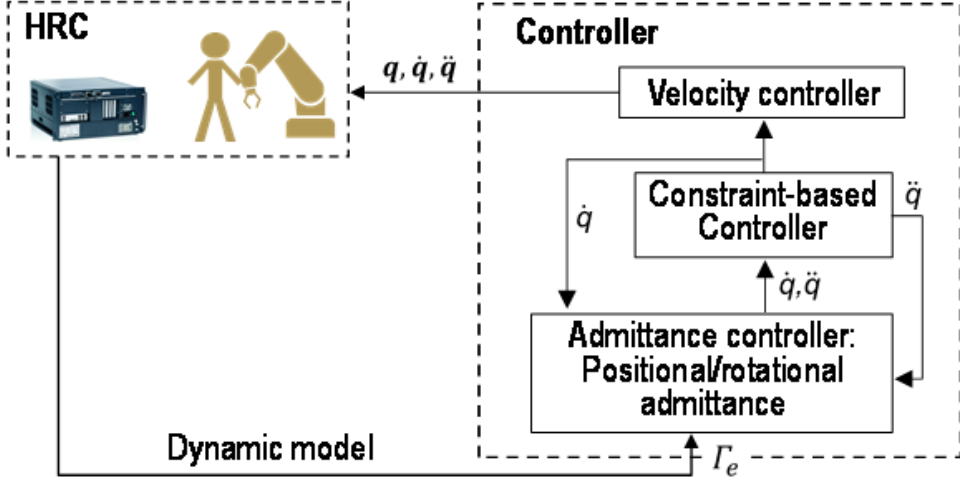 HRC
Controller
q, q̇, q̈
Velocity controller
Constraint-based
Controller
q̈
q̇
q̇,q̈
Admittance controller:
Positional/rotational
admittance
Dynamic model
Γe